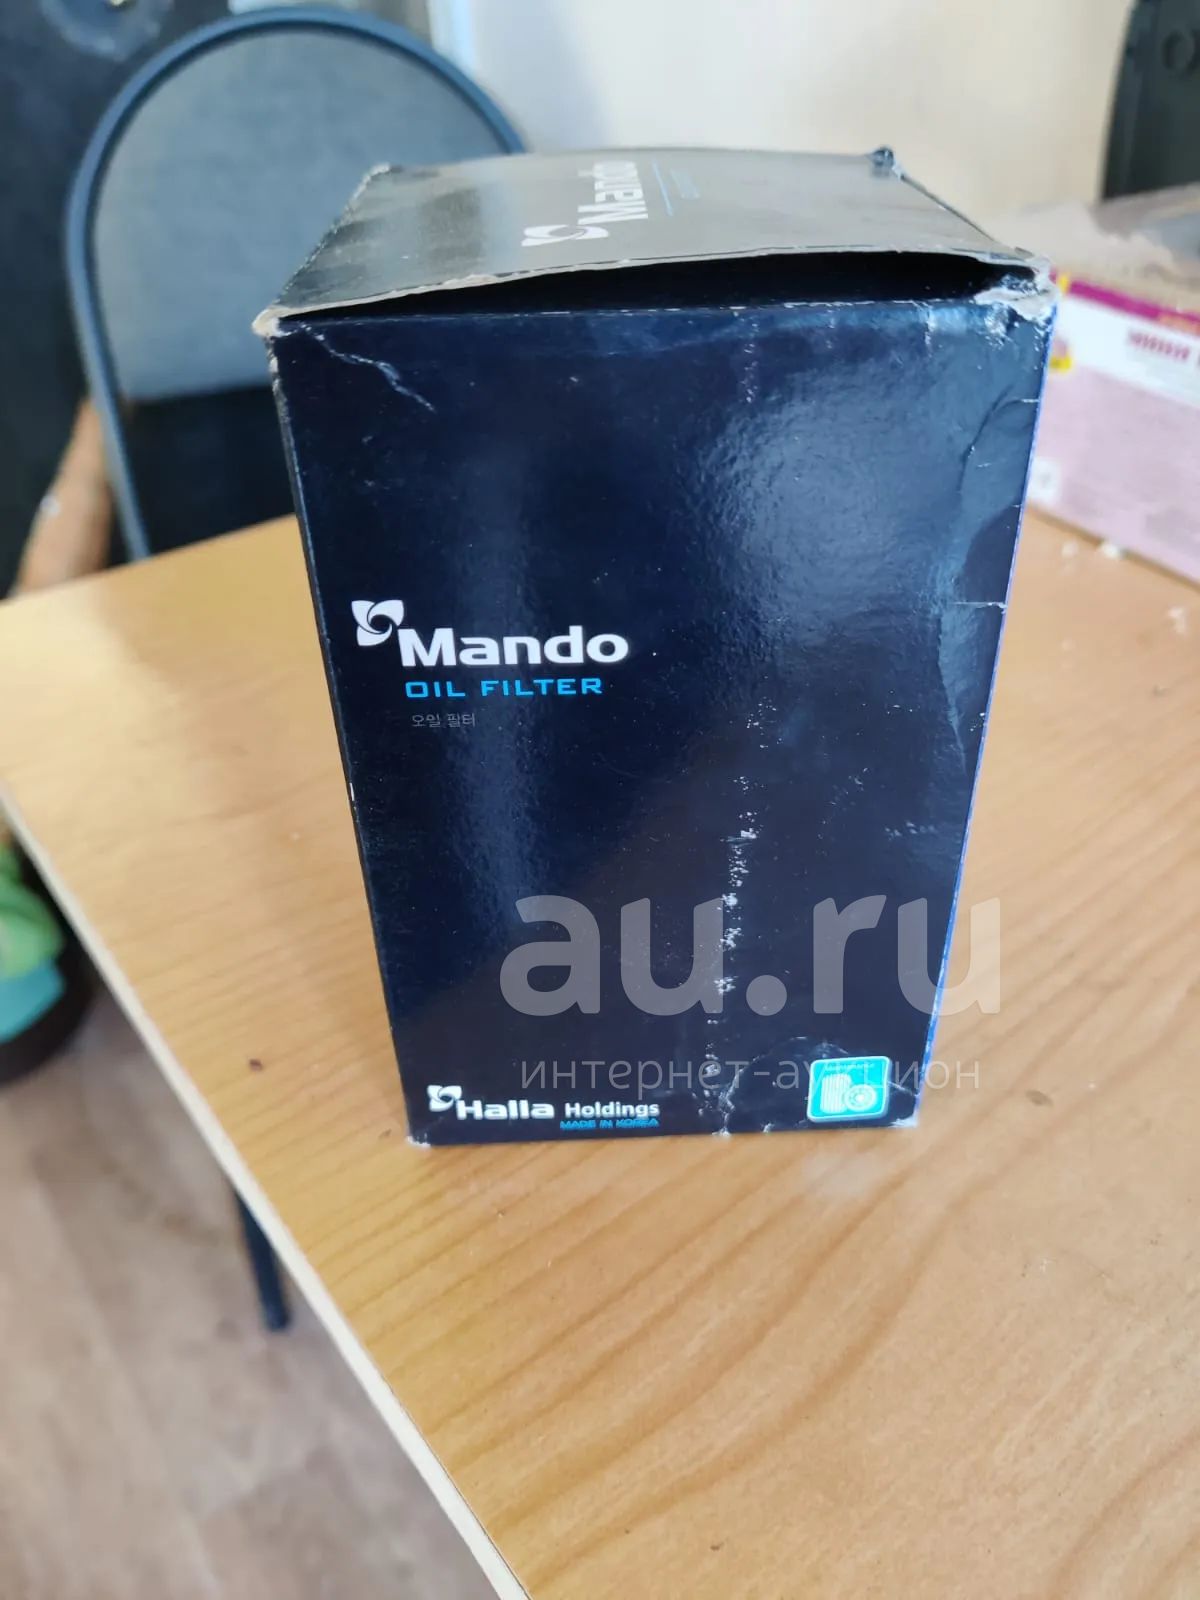 Mando
Mando
OIL FILTER
오일 필터
au.ru
интернет-аукцион
Halla Holdings
MADE IN KOREA